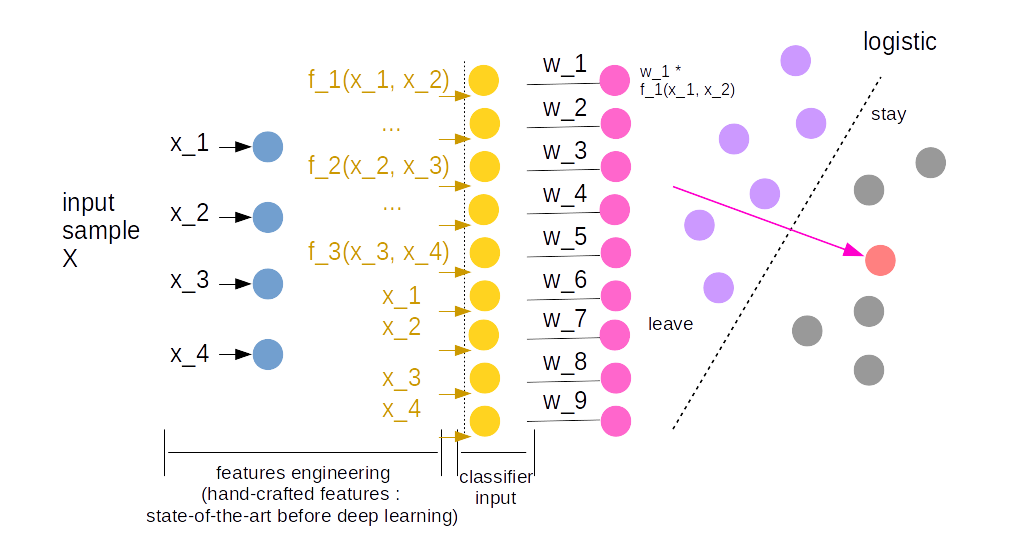 logistic
f_1(x_1, x_2)
w_1
w_1 *
f_1(x_1, x_2)
...
w_2
stay
x_1
f_2(x_2, x_3)
w_3
input
sample
X
x_2
...
w_4
f_3(x_3, x_4)
w_5
x_3
x_1
w_6
x_2
w_7
leave
x_4
x_3
w_8
x_4
w_9
features engineering
(hand-crafted features :
state-of-the-art before deep learning)
classifier
input